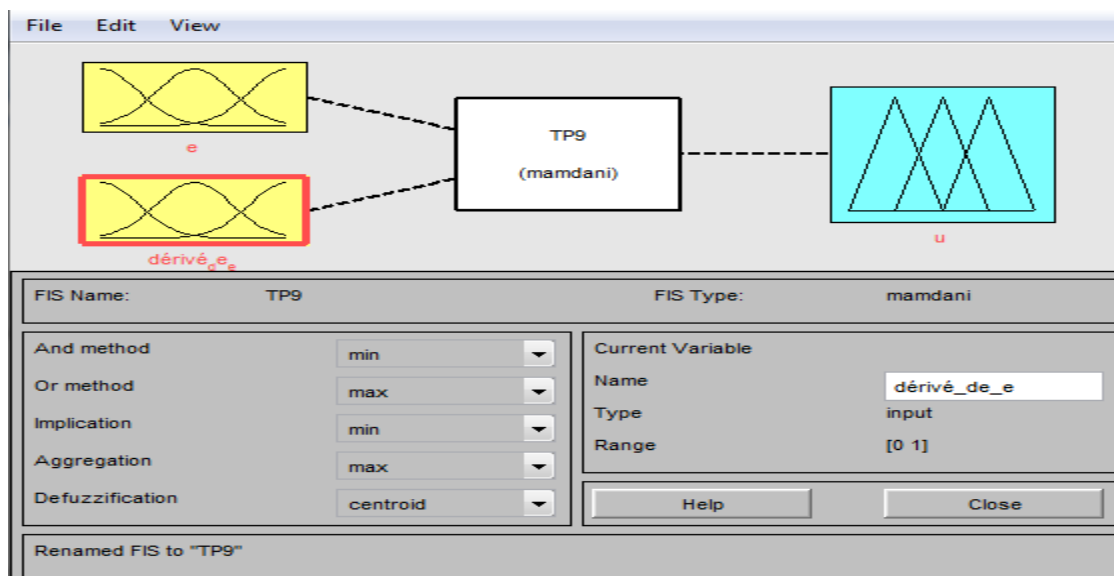 File Edit View
e
TP9
(mamdani)
dérivé_de_e
u
FIS Name: TP9 FIS Type: mamdani
And method min
Or method max
Implication min
Aggregation max
Defuzzification centroid
Current Variable
Name dérivé_de_e
Type input
Range [0 1]
Help Close
Renamed FIS to "TP9"